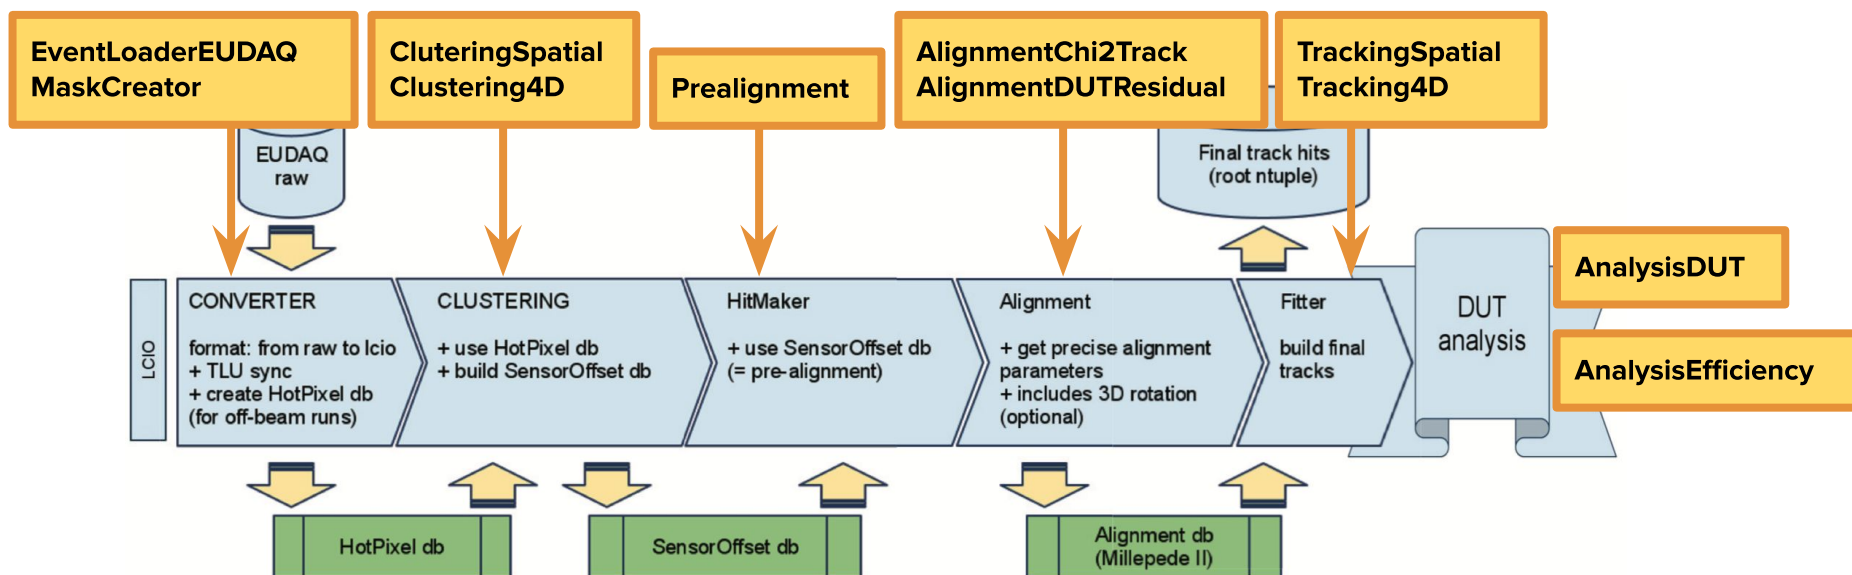 EventLoaderEUDAQ
MaskCreator
CluteringSpatial
Clustering4D
Prealignment
AlignmentChi2Track
AlignmentDUTResidual
TrackingSpatial
Tracking4D
EUDAQ
raw
Final track hits
(root ntuple)
LCIO
CONVERTER
format: from raw to lcio
+ TLU sync
+ create HotPixel db
(for off-beam runs)
CLUSTERING
+ use HotPixel db
+ build SensorOffset db
HitMaker
+ use SensorOffset db
(= pre-alignment)
Alignment
+ get precise alignment
parameters
+ includes 3D rotation
(optional)
Fitter
build final
tracks
DUT
analysis
AnalysisDUT
AnalysisEfficiency
HotPixel db
SensorOffset db
Alignment db
(Millepede II)